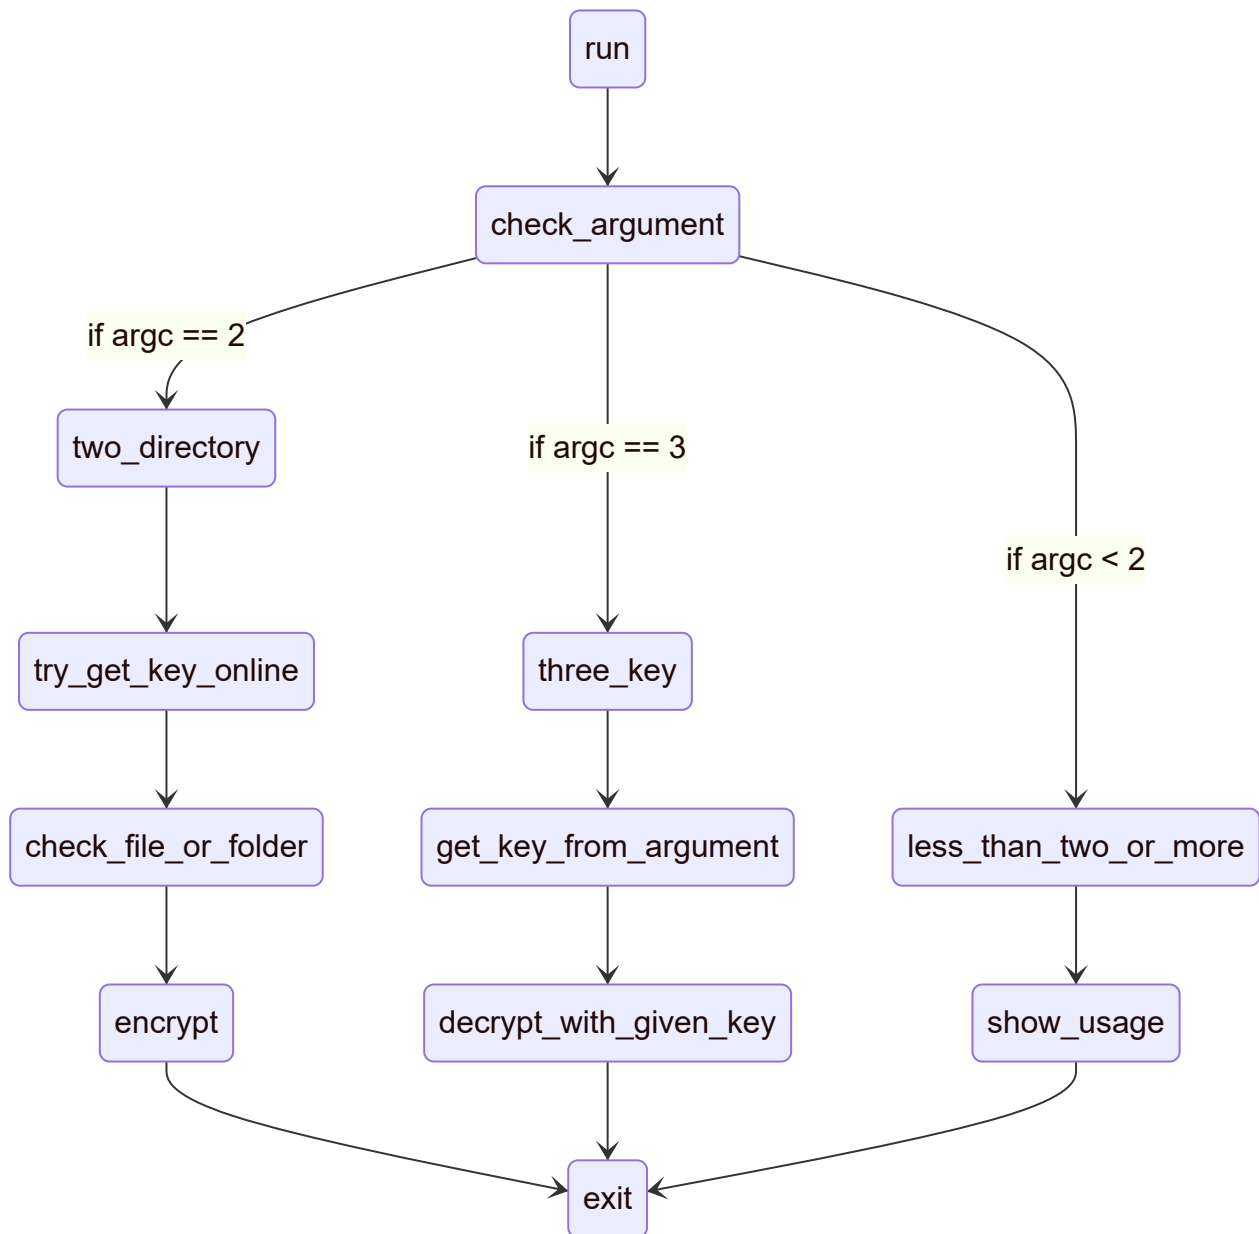 run
check_argument
if argc == 2
two_directory
if argc == 3
if argc < 2
try_get_key_online
three_key
check_file_or_folder
get_key_from_argument
less_than_two_or_more
encrypt
decrypt_with_given_key
show_usage
exit